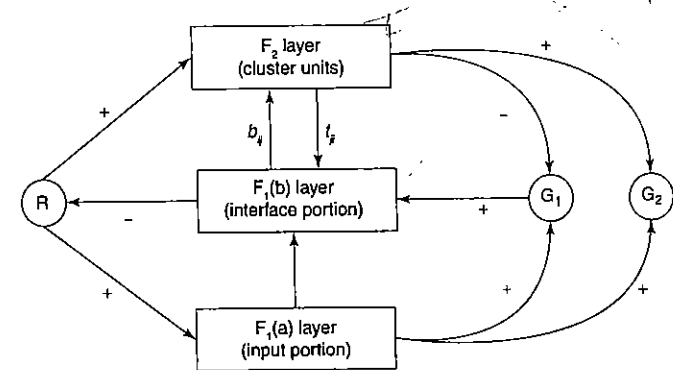 F2 layer
(cluster units)
+
+
+
−
bij
tji
R
F1(b) layer
(interface portion)
−
+
G1
G2
+
+
+
F1(a) layer
(input portion)